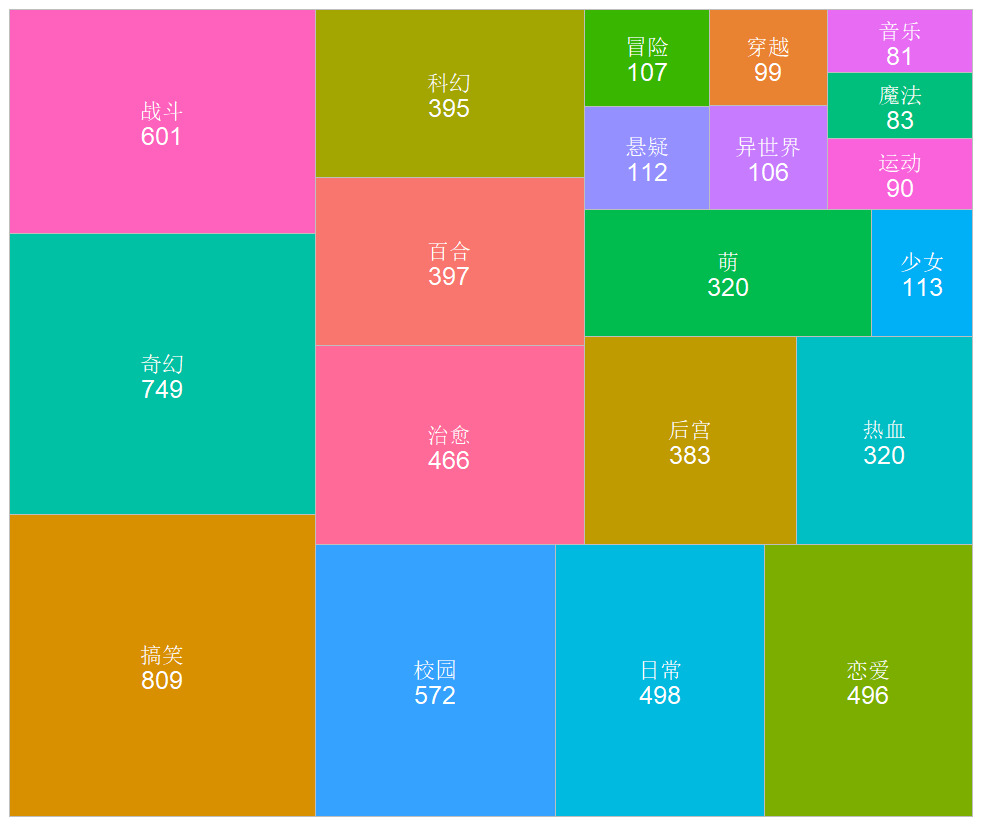 战斗
601
科幻
395
冒险
107
穿越
99
音乐
81
魔法
83
悬疑
112
异世界
106
运动
90
百合
397
萌
320
少女
113
奇幻
749
治愈
466
后宫
383
热血
320
搞笑
809
校园
572
日常
498
恋爱
496